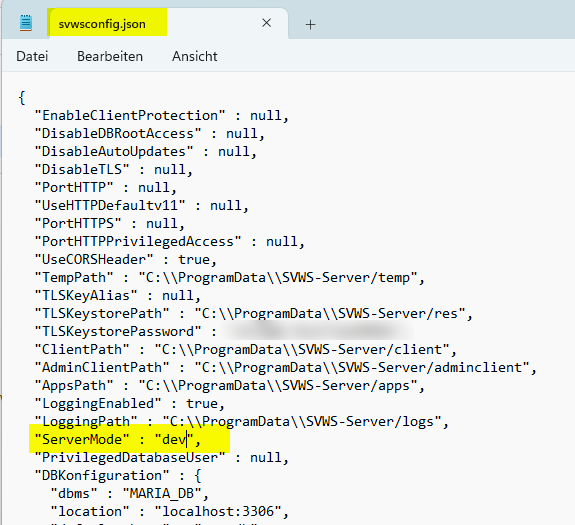 svwsconfig.json
Datei Bearbeiten Ansicht
{
"EnableClientProtection" : null,
"DisableDBRootAccess" : null,
"DisableAutoUpdates" : null,
"DisableTLS" : null,
"PortHTTP" : null,
"UseHTTPDefaultv11" : null,
"PortHTTPS" : null,
"PortHTTPPrivilegedAccess" : null,
"UseCORSHeader" : true,
"TempPath" : "C:\\ProgramData\\SVWS-Server/temp",
"TLSKeyAlias" : null,
"TLSKeystorePath" : "C:\\ProgramData\\SVWS-Server/res",
"TLSKeystorePassword" :
"ClientPath" : "C:\\ProgramData\\SVWS-Server/client",
"AdminClientPath" : "C:\\ProgramData\\SVWS-Server/adminclient",
"AppsPath" : "C:\\ProgramData\\SVWS-Server/apps",
"LoggingEnabled" : true,
"LoggingPath" : "C:\\ProgramData\\SVWS-Server/logs",
"ServerMode" : "dev",
"PrivilegedDatabaseUser" : null,
"DBKonfiguration" : {
"dbms" : "MARIA_DB",
"location" : "localhost:3306",